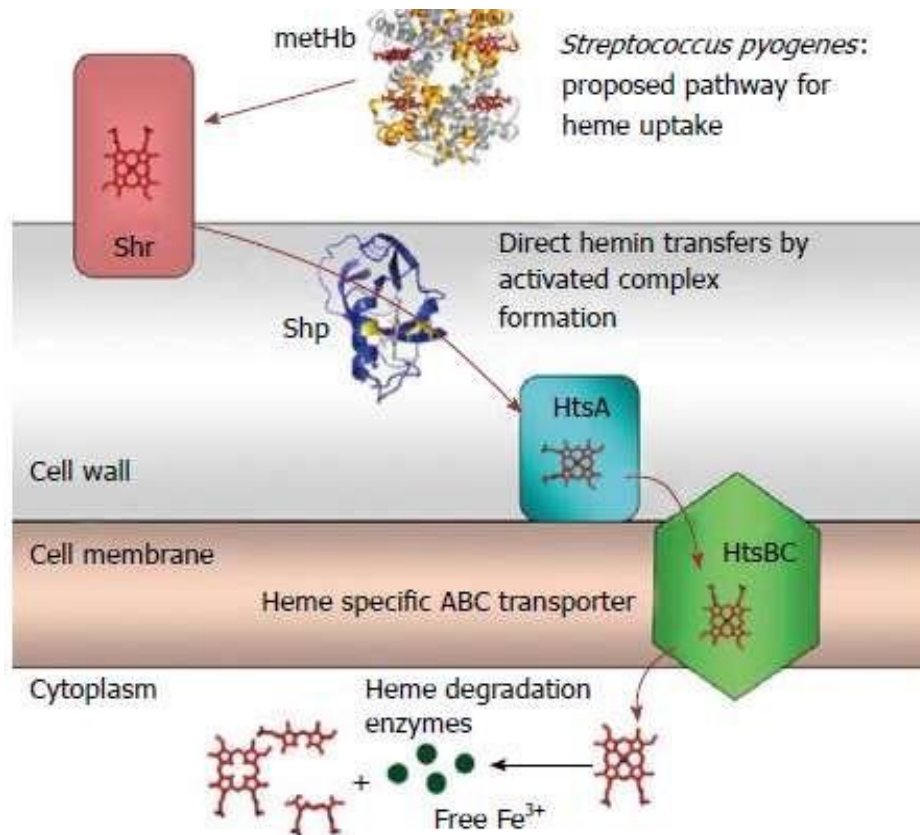 metHb
Streptococcus pyogenes:
proposed pathway for
heme uptake
Shr
Direct hemin transfers by
activated complex
formation
Shp
HtsA
Cell wall
Cell membrane
HtsBC
Heme specific ABC transporter
Cytoplasm
Heme degradation
enzymes
+
Free Fe³⁺